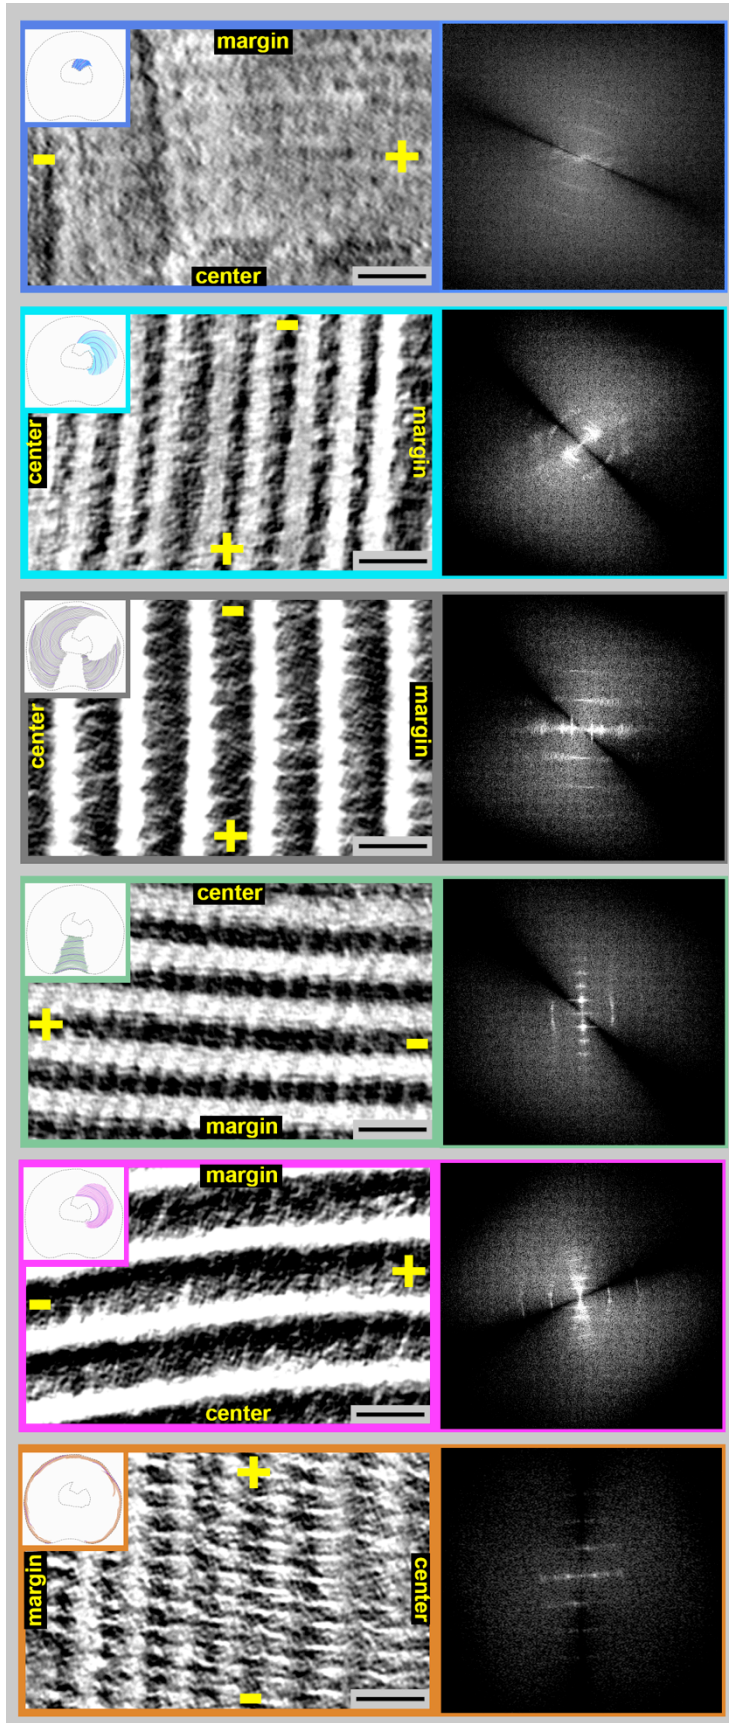 margin
-
+
center
-
center
margin
+
-
center
margin
+
center
+
-
margin
margin
+
-
center
+
margin
center
-